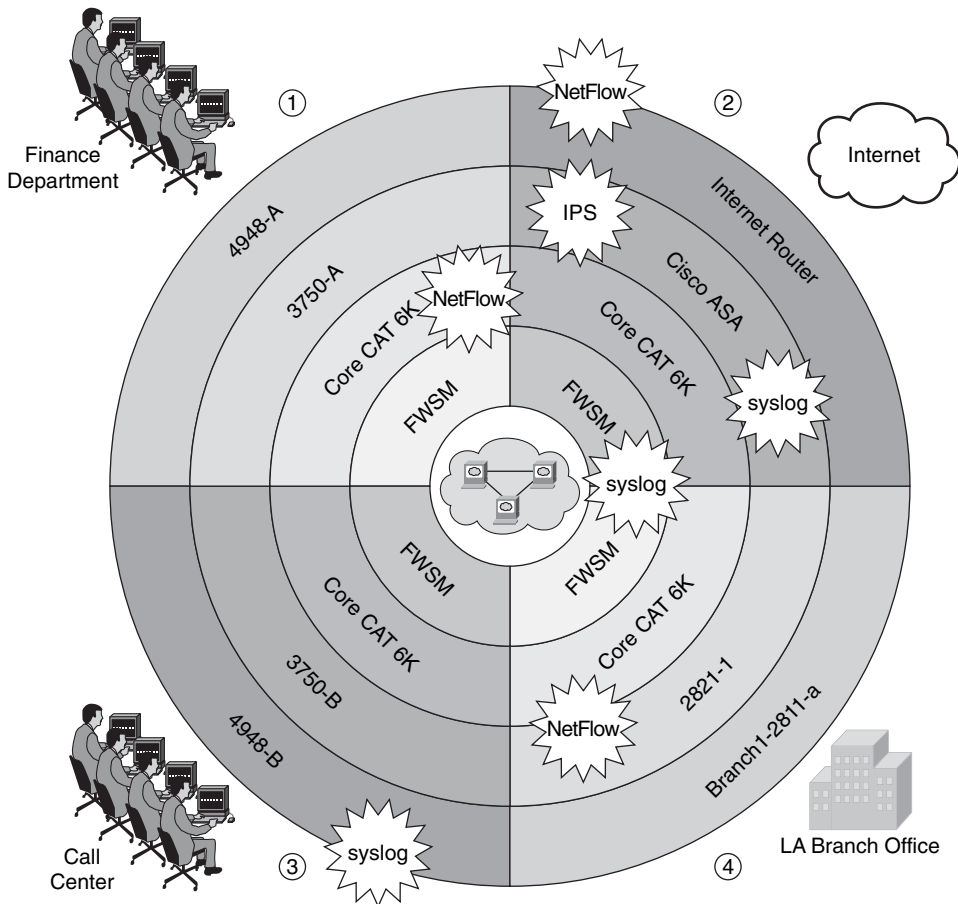 ①
②
NetFlow
Finance
Department
Internet
4948-A
IPS
Internet Router
3750-A
Cisco ASA
NetFlow
Core CAT 6K
Core CAT 6K
syslog
FWSM
FWSM
syslog
FWSM
FWSM
Core CAT 6K
Core CAT 6K
3750-B
2821-1
4948-B
NetFlow
Branch1-2811-a
Call
Center
③
syslog
④
LA Branch Office